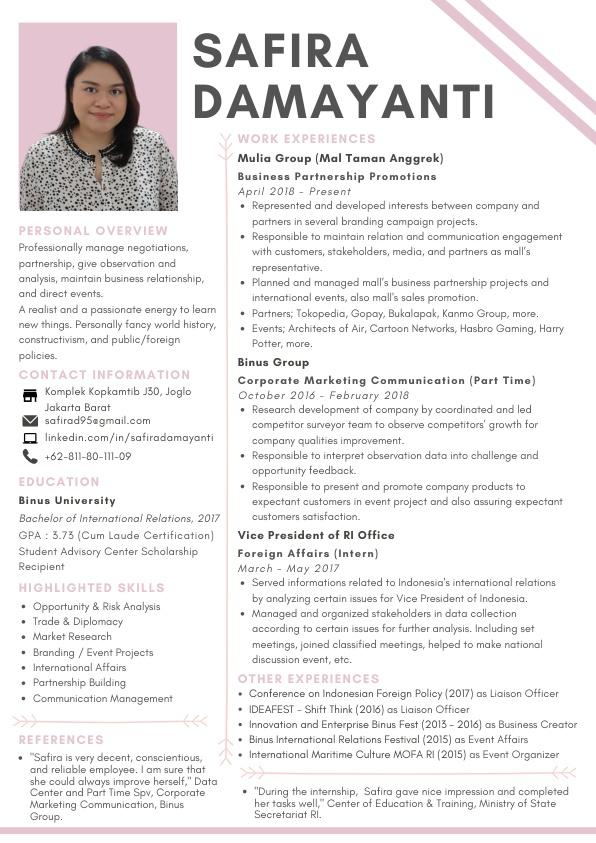 SAFIRA
DAMAYANTI
PERSONAL OVERVIEW
Professionally manage negotiations,
partnership, give observation and
analysis, maintain business relationship,
and direct events.
A realist and a passionate energy to learn
new things. Personally fancy world history,
constructivism, and public/foreign
policies.
CONTACT INFORMATION
Komplek Kopkamtib J30, Joglo
Jakarta Barat
safirad95@gmail.com
linkedin.com/in/safiradamayanti
+62-811-80-111-09
EDUCATION
Binus University
Bachelor of International Relations, 2017
GPA : 3.73 (Cum Laude Certification)
Student Advisory Center Scholarship
Recipient
HIGHLIGHTED SKILLS
• Opportunity & Risk Analysis
• Trade & Diplomacy
• Market Research
• Branding / Event Projects
• International Affairs
• Partnership Building
• Communication Management
REFERENCES
• "Safira is very decent, conscientious,
and reliable employee. I am sure that
she could always improve herself," Data
Center and Part Time Spv, Corporate
Marketing Communication, Binus
Group.
WORK EXPERIENCES
Mulia Group (Mal Taman Anggrek)
Business Partnership Promotions
April 2018 - Present
• Represented and developed interests between company and
partners in several branding campaign projects.
• Responsible to maintain relation and communication engagement
with customers, stakeholders, media, and partners as mall's
representative.
• Planned and managed mall's business partnership projects and
international events, also mall's sales promotion.
• Partners; Tokopedia, Gopay, Bukalapak, Kanmo Group, more.
• Events; Architects of Air, Cartoon Networks, Hasbro Gaming, Harry
Potter, more.
Binus Group
Corporate Marketing Communication (Part Time)
October 2016 - February 2018
• Research development of company by coordinated and led
competitor surveyor team to observe competitors' growth for
company qualities improvement.
• Responsible to interpret observation data into challenge and
opportunity feedback.
• Responsible to present and promote company products to
expectant customers in event project and also assuring expectant
customers satisfaction.
Vice President of RI Office
Foreign Affairs (Intern)
March - May 2017
• Served informations related to Indonesia's international relations
by analyzing certain issues for Vice President of Indonesia.
• Managed and organized stakeholders in data collection
according to certain issues for further analysis. Including set
meetings, joined classified meetings, helped to make national
discussion event, etc.
OTHER EXPERIENCES
• Conference on Indonesian Foreign Policy (2017) as Liaison Officer
• IDEAFEST - Shift Think (2016) as Liaison Officer
• Innovation and Enterprise Binus Fest (2013 - 2016) as Business Creator
• Binus International Relations Festival (2015) as Event Affairs
• International Maritime Culture MOFA RI (2015) as Event Organizer
• "During the internship, Safira gave nice impression and completed
her tasks well," Center of Education & Training, Ministry of State
Secretariat RI.